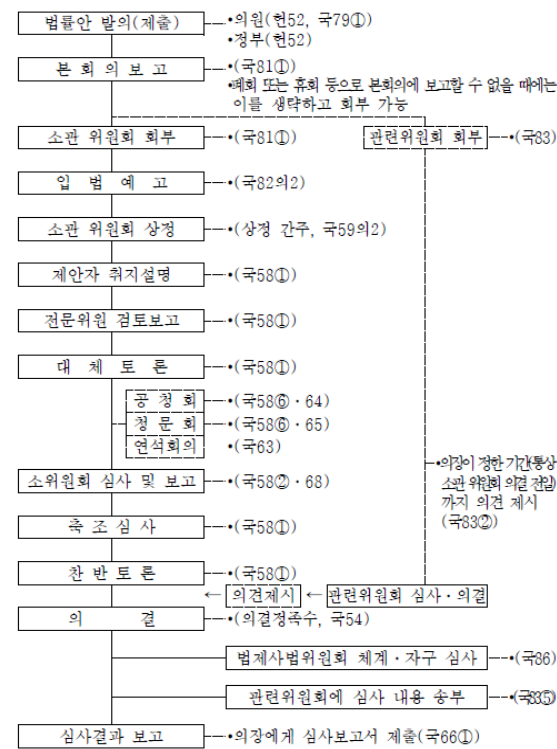 법률안 발의(제출)
•의원(헌52, 국79①)
•정부(헌52)
본 회 의 보 고
•(국81①)
•폐회 또는 휴회 등으로 본회의에 보고할 수 없을 때에는
이를 생략하고 회부 가능
소관 위원회 회부
•(국81①)
관련위원회 회부
•(국83)
입 법 예 고
•(국82의2)
소관 위원회 상정
•(상정 간주, 국59의2)
제안자 취지설명
•(국58①)
전문위원 검토보고
•(국58①)
대 체 토 론
•(국58①)
공 청 회
•(국58⑥·64)
청 문 회
•(국58⑥·65)
연석회의
•(국63)
•의장이 정한 기간(통상
소관 위원회 의결 전일)
까지 의견 제시
(국83②)
소위원회 심사 및 보고
•(국58②·68)
축 조 심 사
•(국58①)
찬 반 토 론
•(국58①)
← 의견제시 ← 관련위원회 심사·의결
의 결
•(의결정족수, 국54)
법제사법위원회 체계·자구 심사
•(국86)
관련위원회에 심사 내용 송부
•(국83⑤)
심사결과 보고
•의장에게 심사보고서 제출(국66①)